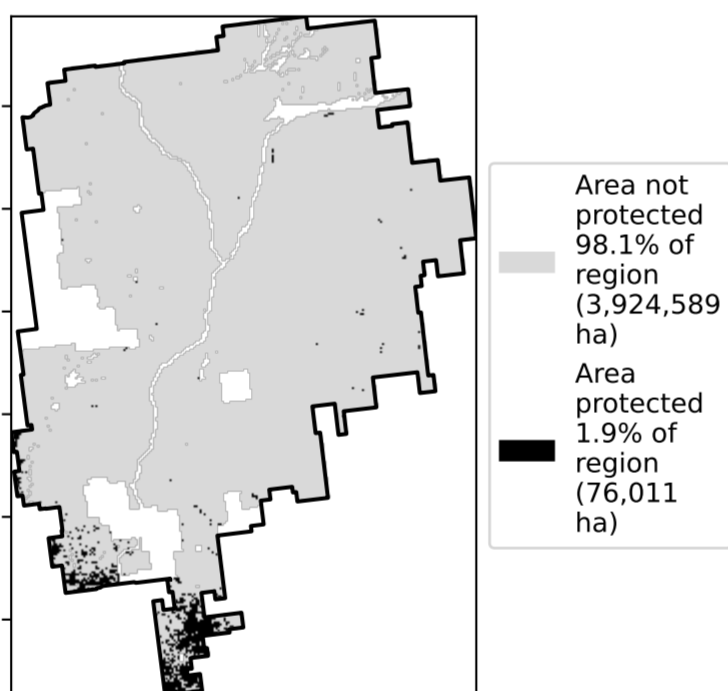 Area not
protected
98.1% of
region
(3,924,589
ha)
Area
protected
1.9% of
region
(76,011
ha)